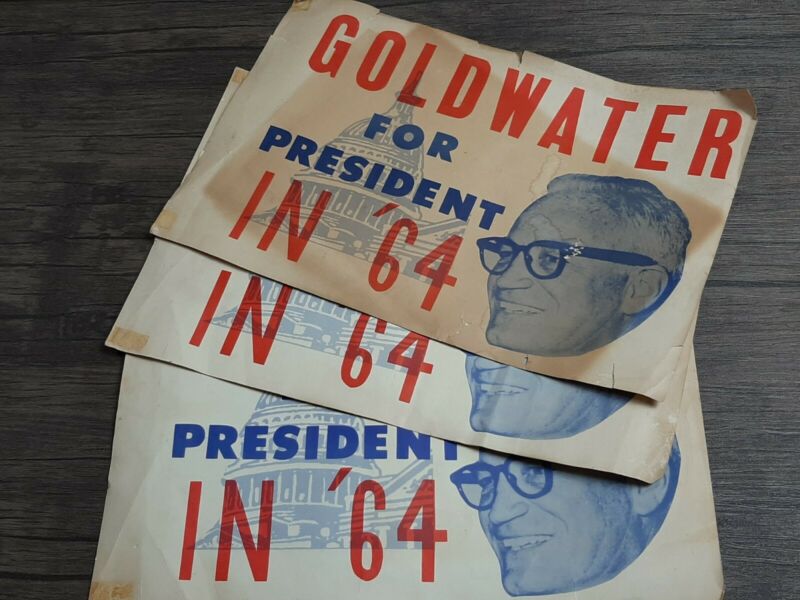 GOLDWATER
FOR
PRESIDENT
IN '64
IN '64
PRESIDENT
IN '64